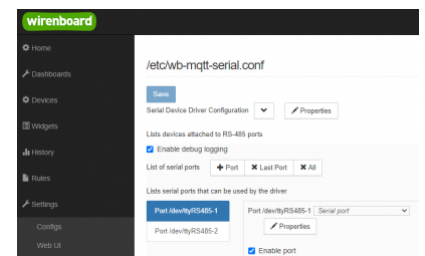 wirenboard
Home
Dashboards
Devices
Widgets
History
Rules
Settings
Configs
Web UI
/etc/wb-mqtt-serial.conf
Save
Serial Device Driver Configuration Properties
Lists devices attached to RS-485 ports
Enable debug logging
List of serial ports + Port ✖ Last Port ✖ All
Lists serial ports that can be used by the driver
Port /dev/ttyRS485-1
Port /dev/ttyRS485-2
Port /dev/ttyRS485-1 Serial port
Properties
Enable port